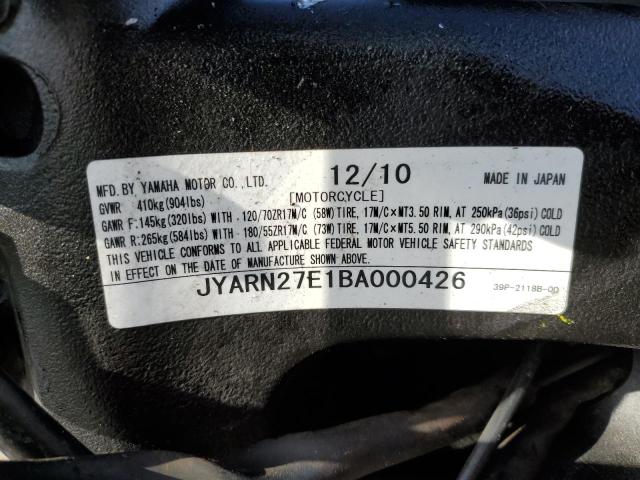 MFD. BY YAMAHA MOTOR CO., LTD. 12/10 MADE IN JAPAN
GVWR 410kg(904lbs) [MOTORCYCLE]
GAWR F:145kg(320lbs) WITH - 120/70ZR17M/C (58W)TIRE, 17M/C×MT3.50 RIM, AT 250kPa(36psi)COLD
GAWR R:265kg(584lbs) WITH - 180/55ZR17M/C (73W)TIRE, 17M/C×MT5.50 RIM, AT 290kPa(42psi)COLD
THIS VEHICLE CONFORMS TO ALL APPLICABLE FEDERAL MOTOR VEHICLE SAFETY STANDARDS
IN EFFECT ON THE DATE OF MANUFACTURE SHOWN ABOVE.
JYARN27E1BA000426 39P-2118B-00